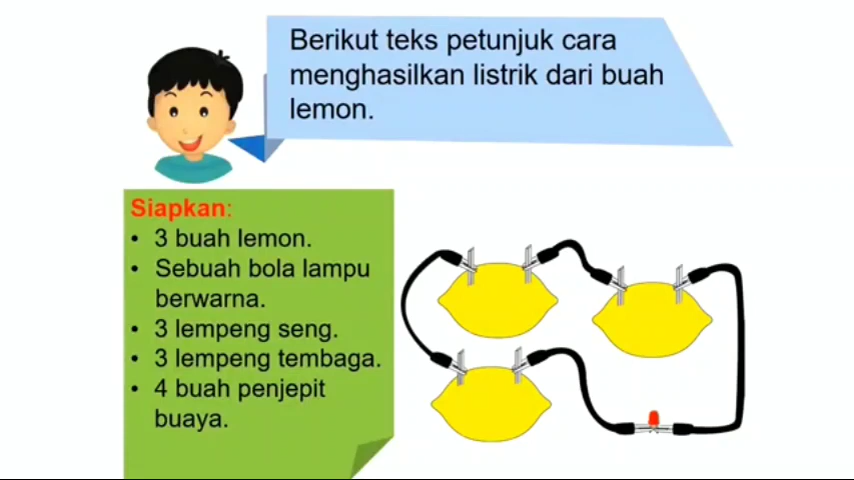 Berikut teks petunjuk cara
menghasilkan listrik dari buah
lemon.
Siapkan:
• 3 buah lemon.
• Sebuah bola lampu
berwarna.
• 3 lempeng seng.
• 3 lempeng tembaga.
• 4 buah penjepit
buaya.